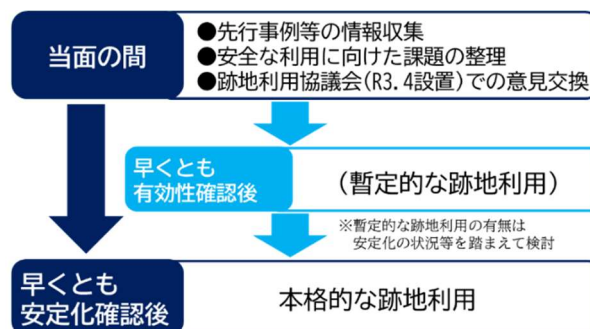 当面の間
●先行事例等の情報収集
●安全な利用に向けた課題の整理
●跡地利用協議会(R3.4設置)での意見交換
早くとも
有効性確認後
(暫定的な跡地利用)
※暫定的な跡地利用の有無は
安定化の状況等を踏まえて検討
早くとも
安定化確認後
本格的な跡地利用